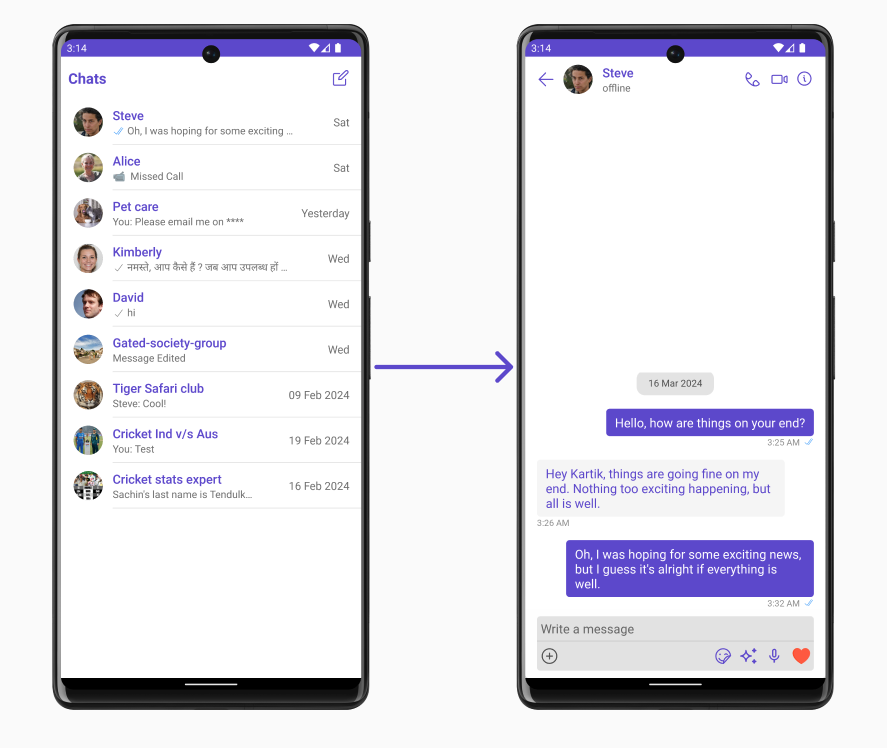 3:14
Chats
Steve
Oh, I was hoping for some exciting ...
Sat
Alice
Missed Call
Sat
Pet care
You: Please email me on ****
Yesterday
Kimberly
नमस्ते, आप कैसे हैं ? जब आप उपलब्ध हों ...
Wed
David
hi
Wed
Gated-society-group
Message Edited
Wed
Tiger Safari club
Steve: Cool!
09 Feb 2024
Cricket Ind v/s Aus
You: Test
19 Feb 2024
Cricket stats expert
Sachin's last name is Tendulk...
16 Feb 2024
3:14
Steve
offline
16 Mar 2024
Hello, how are things on your end?
3:25 AM
Hey Kartik, things are going fine on my
end. Nothing too exciting happening, but
all is well.
3:26 AM
Oh, I was hoping for some exciting news,
but I guess it's alright if everything is
well.
3:32 AM
Write a message